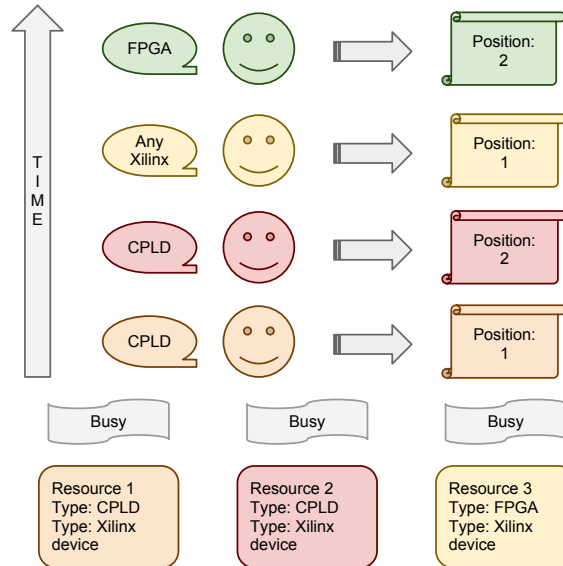 FPGA
Position:
2
Any
Xilinx
Position:
1
CPLD
Position:
2
CPLD
Position:
1
TIME
Busy
Busy
Busy
Resource 1
Type: CPLD
Type: Xilinx
device
Resource 2
Type: CPLD
Type: Xilinx
device
Resource 3
Type: FPGA
Type: Xilinx
device